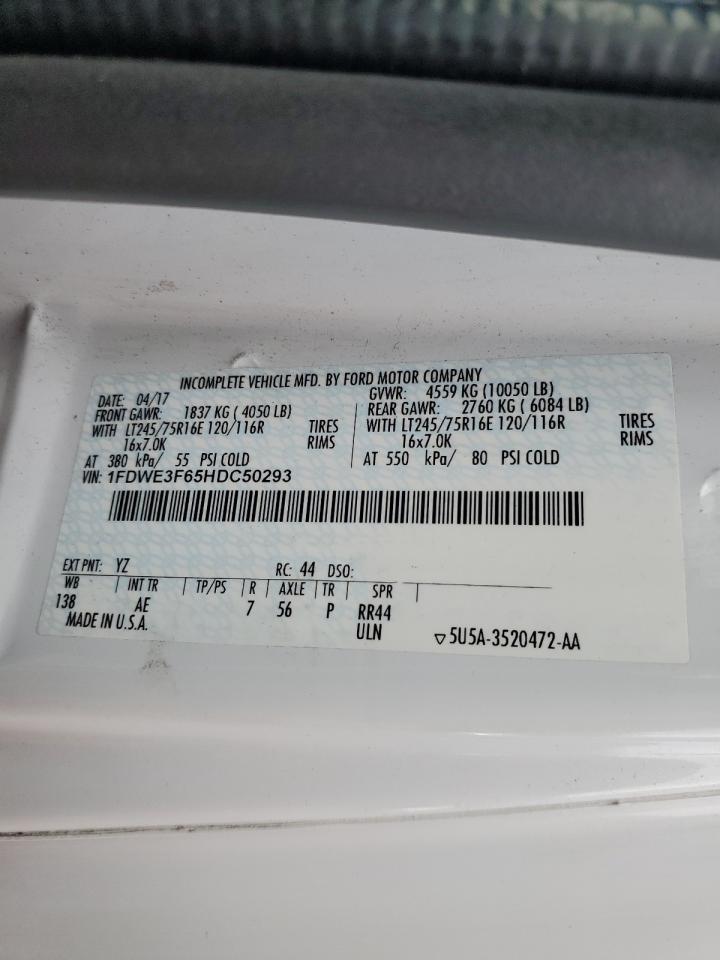 INCOMPLETE VEHICLE MFD. BY FORD MOTOR COMPANY
DATE: 04/17 GVWR: 4559 KG (10050 LB)
FRONT GAWR: 1837 KG ( 4050 LB) REAR GAWR: 2760 KG ( 6084 LB)
WITH LT245/75R16E 120/116R TIRES WITH LT245/75R16E 120/116R TIRES
16x7.0K RIMS 16x7.0K RIMS
AT 380 kPa/ 55 PSI COLD AT 550 kPa/ 80 PSI COLD
VIN: 1FDWE3F65HDC50293
EXT PNT: YZ RC: 44 DSO:
WB INT TR TP/PS R AXLE TR SPR
138 AE 7 56 P RR44
MADE IN U.S.A. ULN ▽5U5A-3520472-AA